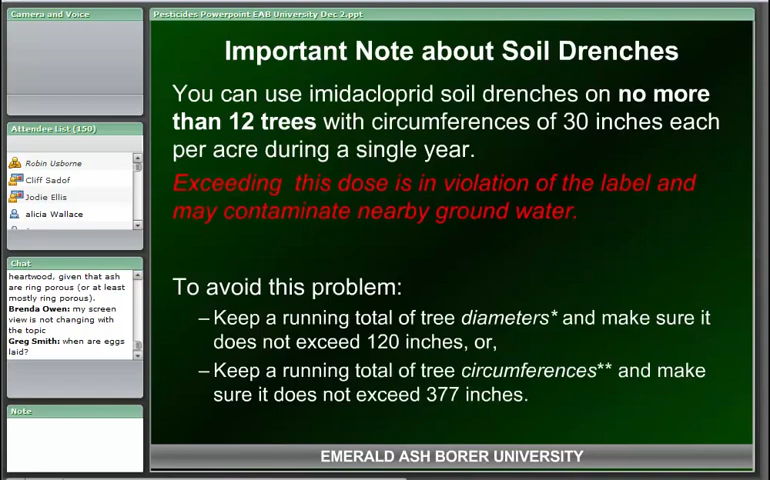 Camera and Voice
Pesticides Powerpoint EAB University Dec 2.ppt
Important Note about Soil Drenches
You can use imidacloprid soil drenches on no more
than 12 trees with circumferences of 30 inches each
per acre during a single year.
Exceeding this dose is in violation of the label and
may contaminate nearby ground water.
To avoid this problem:
– Keep a running total of tree diameters* and make sure it
does not exceed 120 inches, or,
– Keep a running total of tree circumferences** and make
sure it does not exceed 377 inches.
EMERALD ASH BORER UNIVERSITY
Attendee List (150)
Robin Usborne
Cliff Sadof
Jodie Ellis
alicia Wallace
Chat
heartwood, given that ash
are ring porous (or at least
mostly ring porous).
Brenda Owen: my screen
view is not changing with
the topic
Greg Smith: when are eggs
laid?
Note